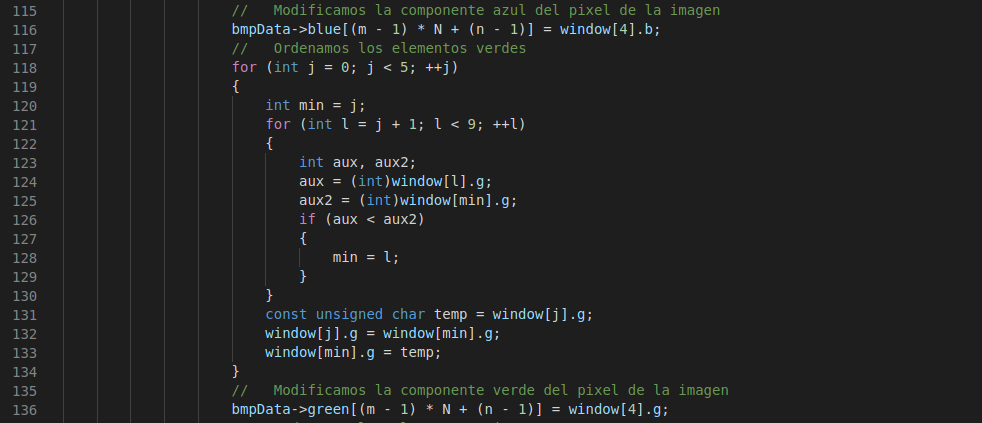 115 //   Modificamos la componente azul del pixel de la imagen
116 bmpData->blue[(m - 1) * N + (n - 1)] = window[4].b;
117 //   Ordenamos los elementos verdes
118 for (int j = 0; j < 5; ++j)
119 {
120     int min = j;
121     for (int l = j + 1; l < 9; ++l)
122     {
123         int aux, aux2;
124         aux = (int)window[l].g;
125         aux2 = (int)window[min].g;
126         if (aux < aux2)
127         {
128             min = l;
129         }
130     }
131     const unsigned char temp = window[j].g;
132     window[j].g = window[min].g;
133     window[min].g = temp;
134 }
135 //   Modificamos la componente verde del pixel de la imagen
136 bmpData->green[(m - 1) * N + (n - 1)] = window[4].g;